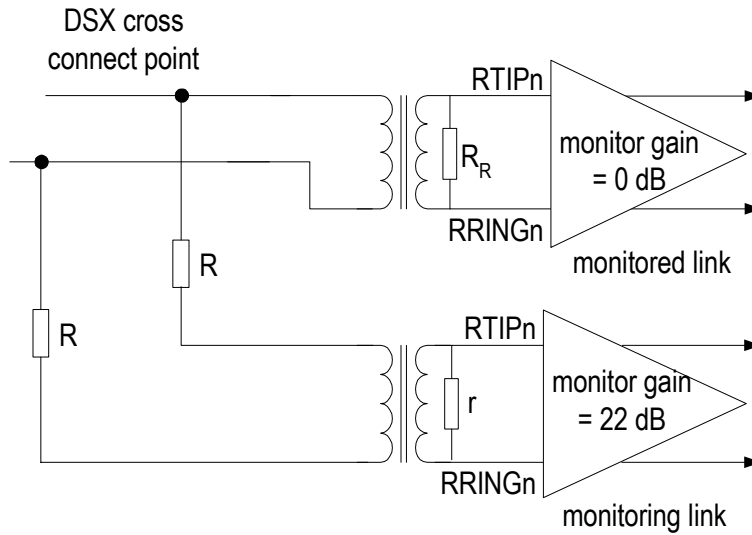 DSX cross
connect point
RTIPn
R_R
monitor gain
= 0 dB
RRINGn
monitored link
R
R
RTIPn
r
monitor gain
= 22 dB
RRINGn
monitoring link